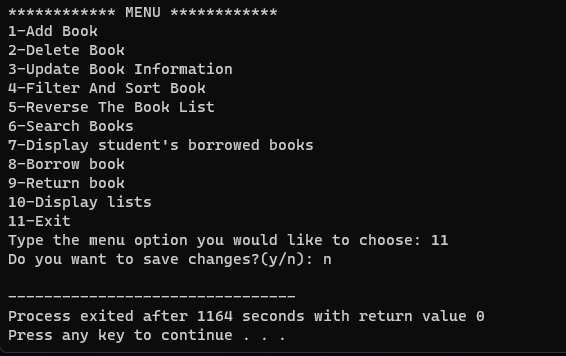 ************ MENU ************
1-Add Book
2-Delete Book
3-Update Book Information
4-Filter And Sort Book
5-Reverse The Book List
6-Search Books
7-Display student's borrowed books
8-Borrow book
9-Return book
10-Display lists
11-Exit
Type the menu option you would like to choose: 11
Do you want to save changes?(y/n): n
--------------------------------
Process exited after 1164 seconds with return value 0
Press any key to continue . . .